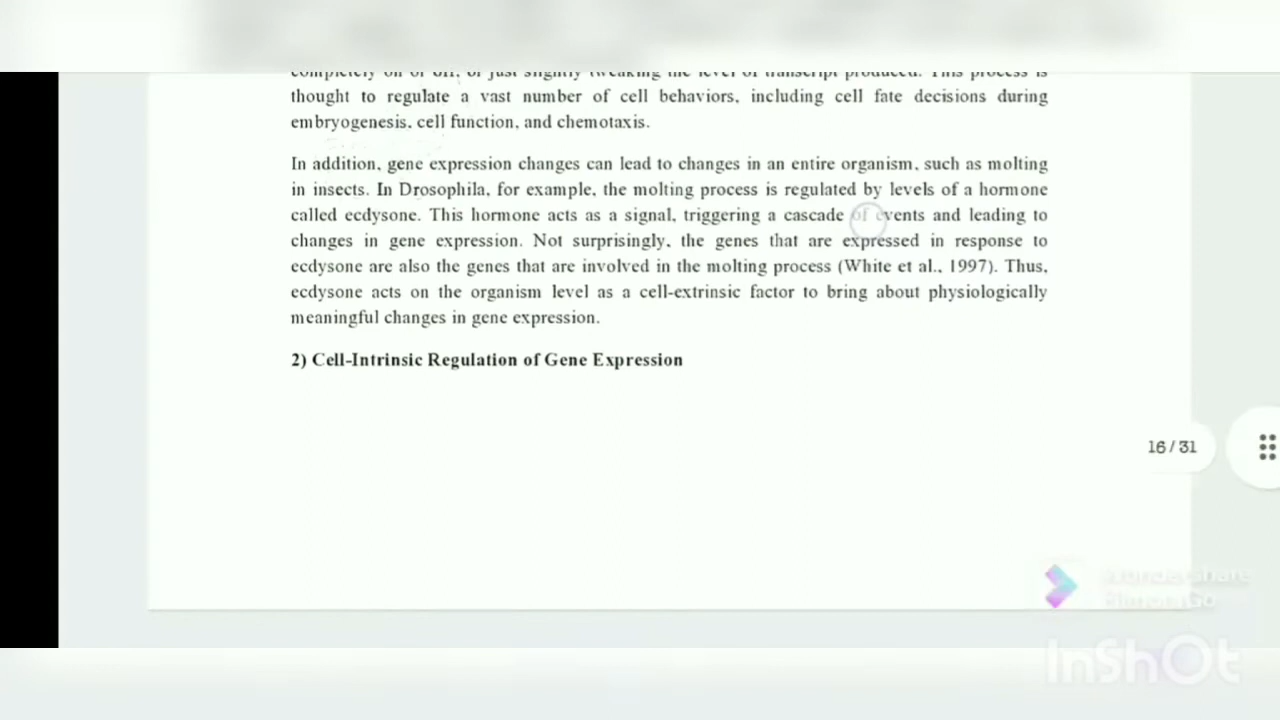 completely on or off, or just slightly tweaking the level of transcript produced. This process is
thought to regulate a vast number of cell behaviors, including cell fate decisions during
embryogenesis, cell function, and chemotaxis.
In addition, gene expression changes can lead to changes in an entire organism, such as molting
in insects. In Drosophila, for example, the molting process is regulated by levels of a hormone
called ecdysone. This hormone acts as a signal, triggering a cascade of events and leading to
changes in gene expression. Not surprisingly, the genes that are expressed in response to
ecdysone are also the genes that are involved in the molting process (White et al., 1997). Thus,
ecdysone acts on the organism level as a cell-extrinsic factor to bring about physiologically
meaningful changes in gene expression.
2) Cell-Intrinsic Regulation of Gene Expression
16 / 31
Wondershare
FilmoraGo
InShOt